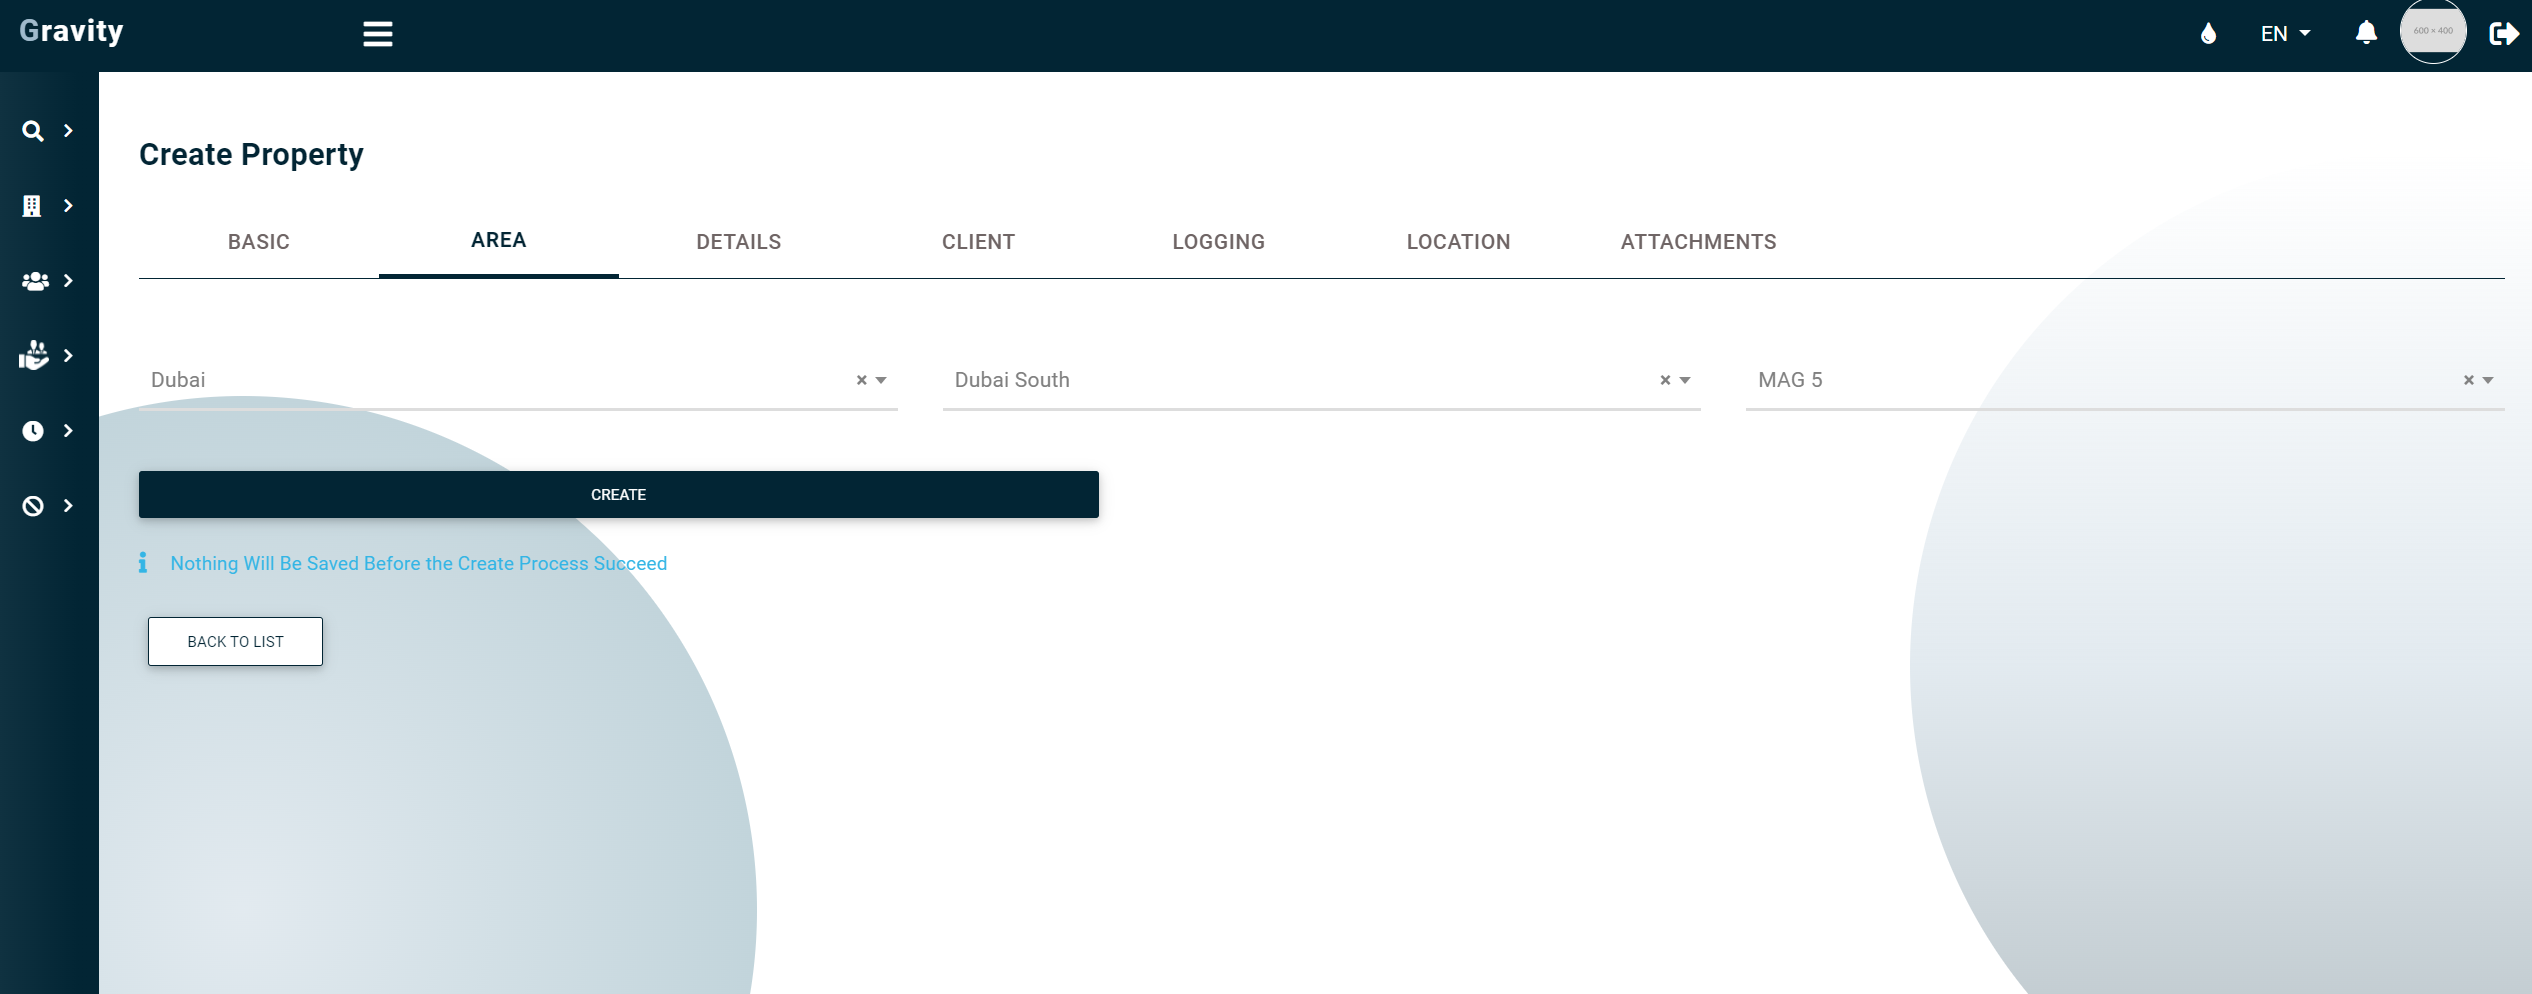 Gravity
EN
600 × 400
Create Property
BASIC AREA DETAILS CLIENT LOGGING LOCATION ATTACHMENTS
Dubai × Dubai South × MAG 5 ×
CREATE
Nothing Will Be Saved Before the Create Process Succeed
BACK TO LIST